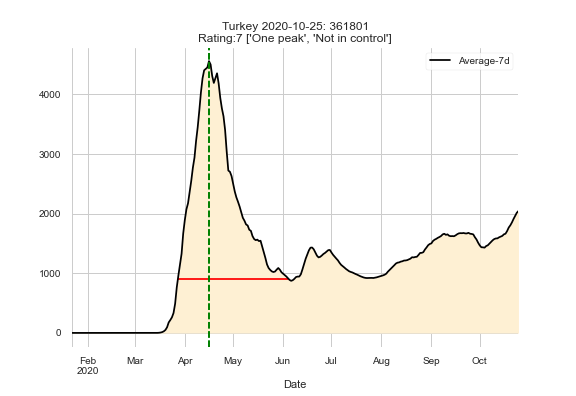 Turkey 2020-10-25: 361801
Rating:7 ['One peak', 'Not in control']
Average-7d
4000
3000
2000
1000
0
Feb Mar Apr May Jun Jul Aug Sep Oct
2020
Date